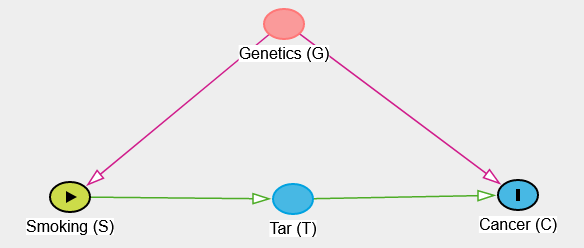 Genetics (G)
Smoking (S)
Tar (T)
Cancer (C)